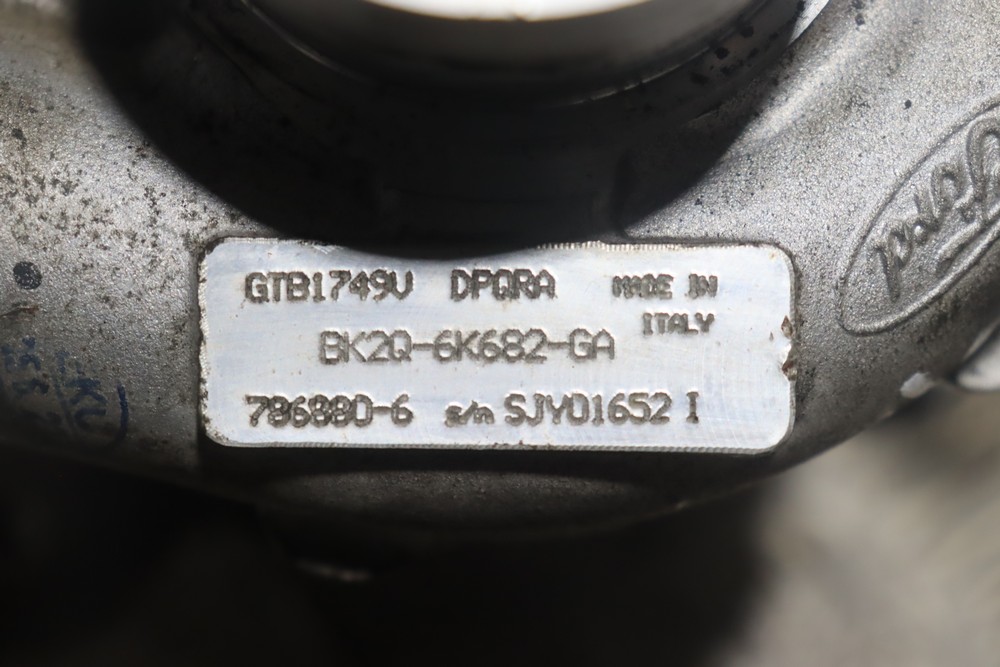 GTB1749V DPQRA MADE IN
ITALY
BK2Q-6K682-GA
786880-6 s/n SJY01652 I
Ford